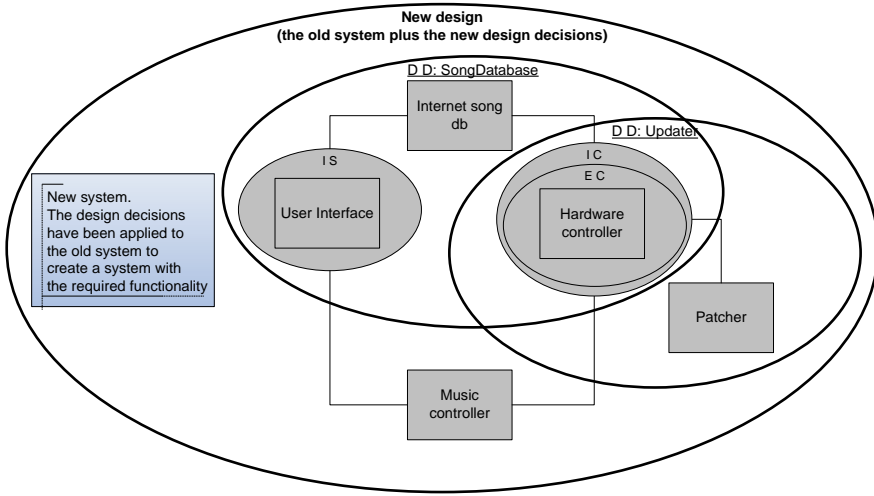 New design
(the old system plus the new design decisions)
D D: SongDatabase
Internet song
db
D D: Updater
I S
User Interface
I C
E C
Hardware
controller
New system.
The design decisions
have been applied to
the old system to
create a system with
the required functionality
Patcher
Music
controller